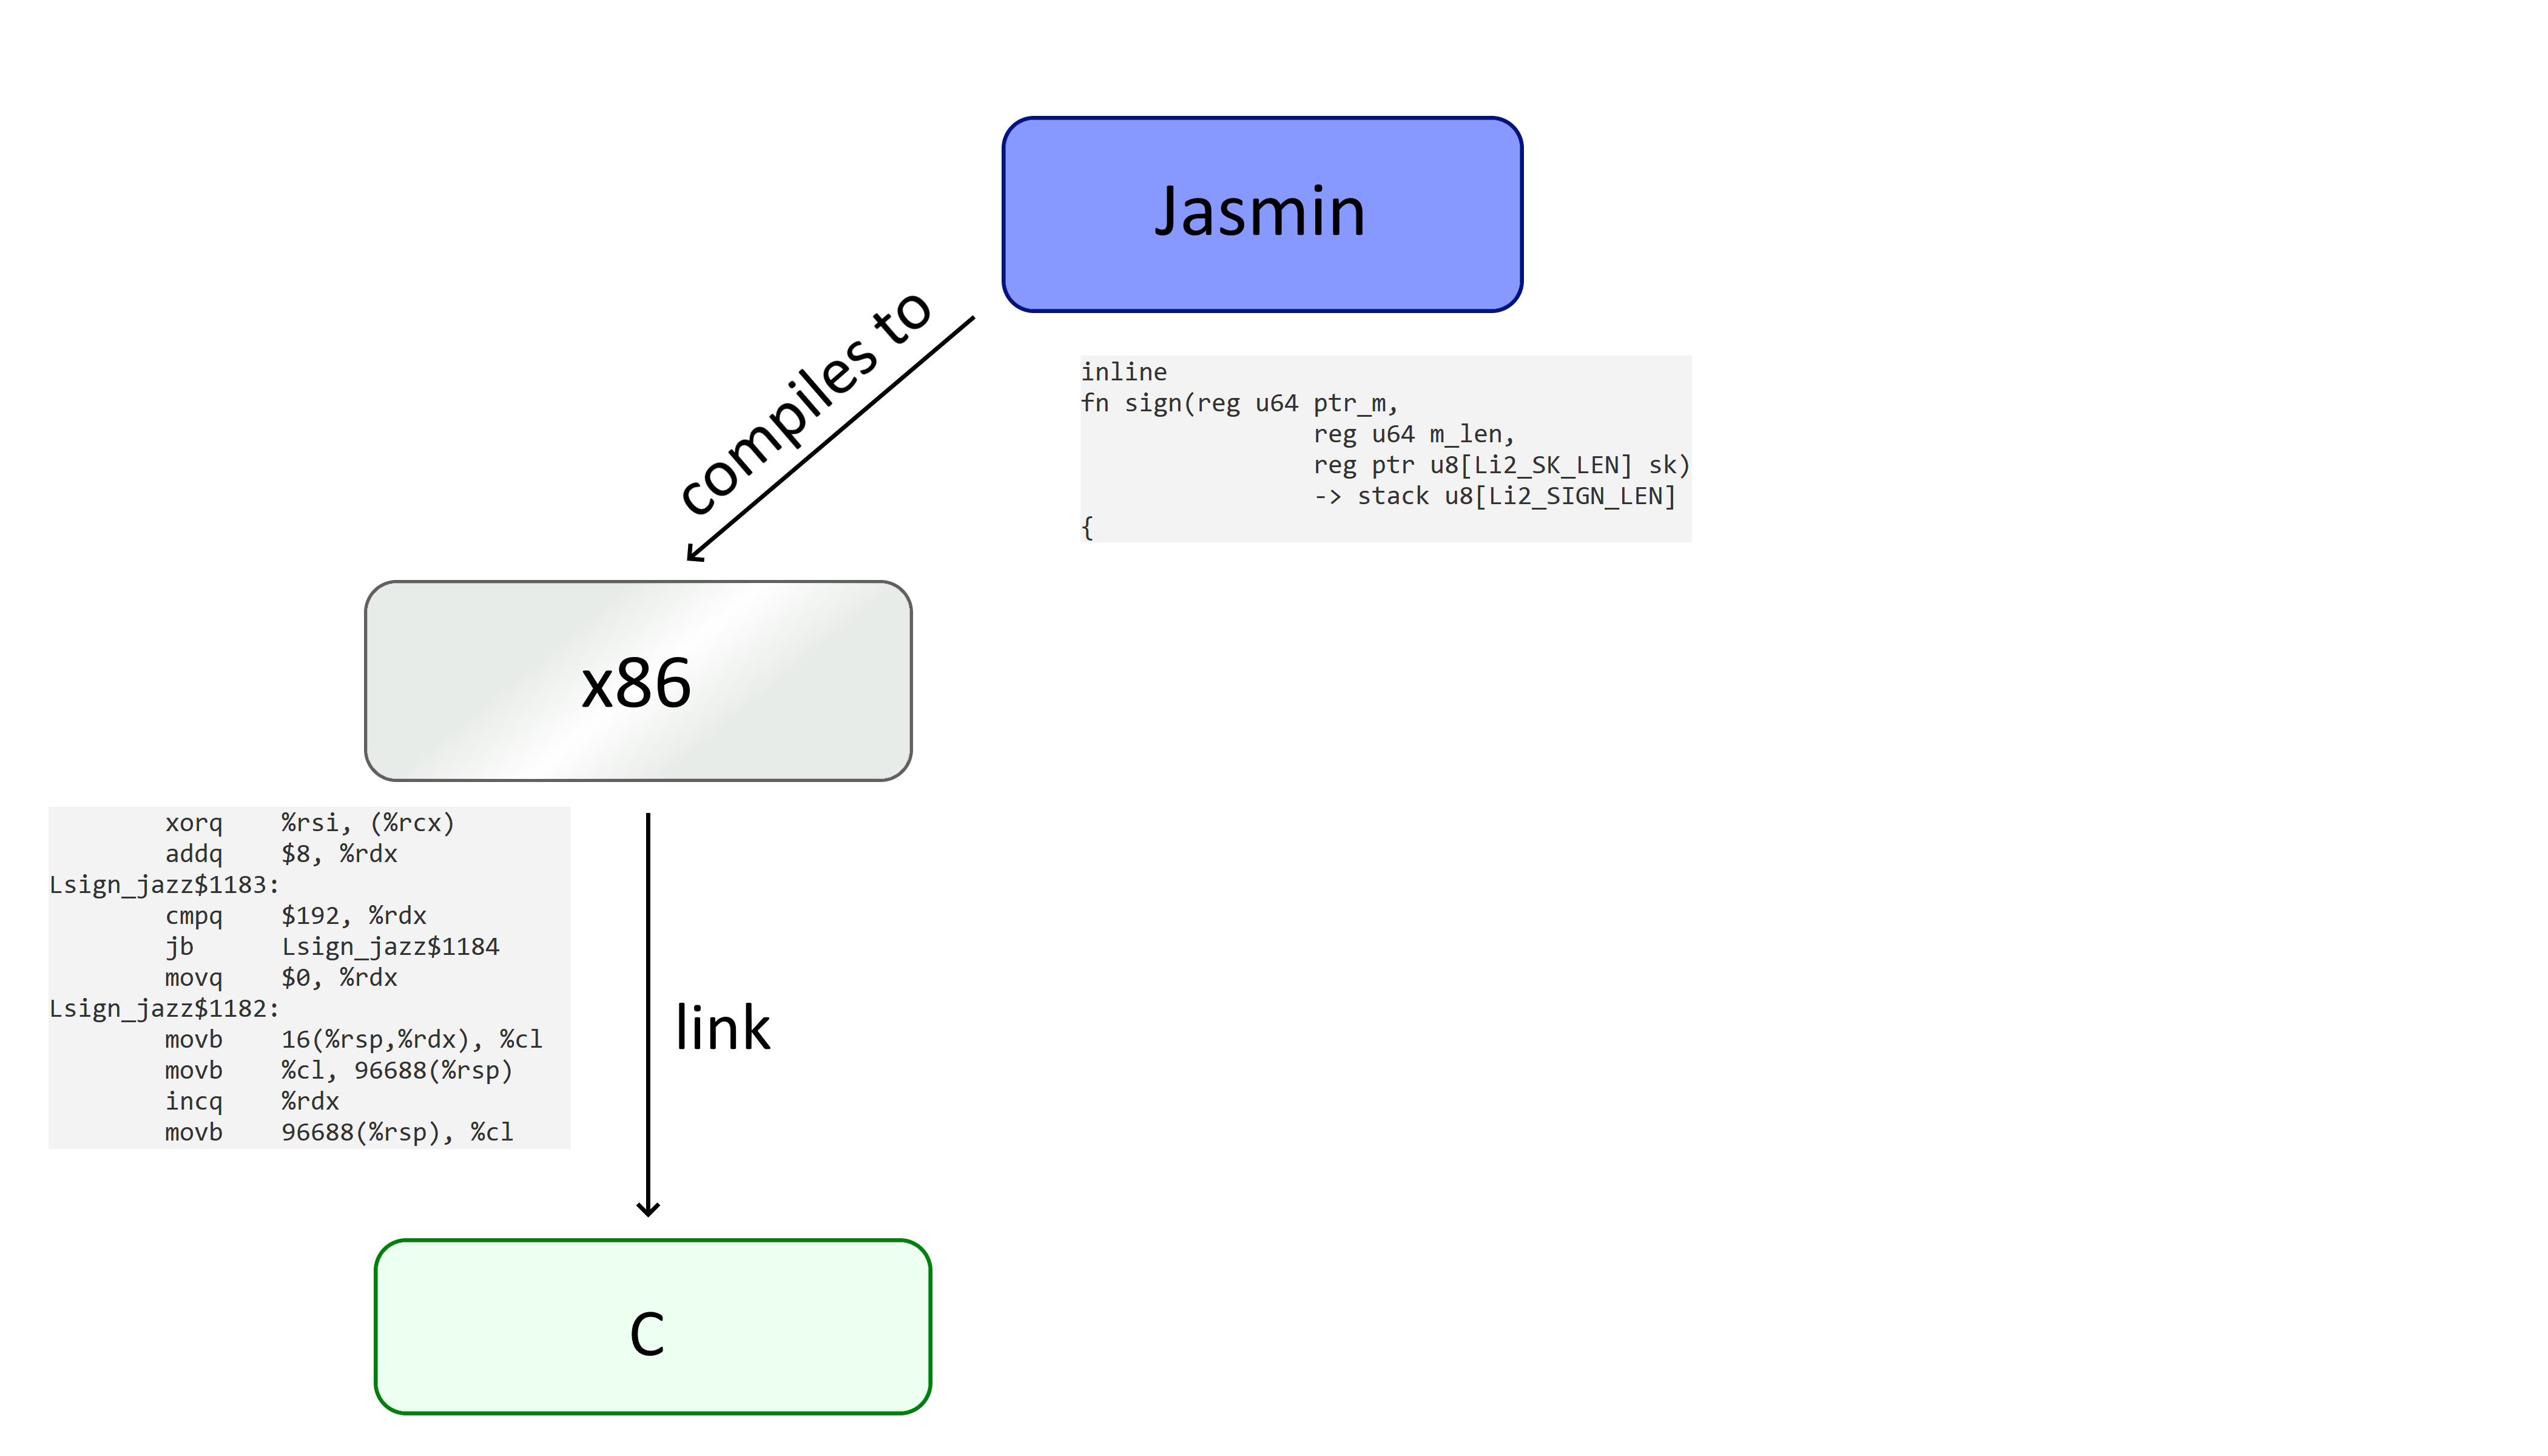 Jasmin
compiles to
inline
fn sign(reg u64 ptr_m,
                reg u64 m_len,
                reg ptr u8[Li2_SK_LEN] sk)
                -> stack u8[Li2_SIGN_LEN]
{
x86
        xorq    %rsi, (%rcx)
        addq    $8, %rdx
Lsign_jazz$1183:
        cmpq    $192, %rdx
        jb      Lsign_jazz$1184
        movq    $0, %rdx
Lsign_jazz$1182:
        movb    16(%rsp,%rdx), %cl
        movb    %cl, 96688(%rsp)
        incq    %rdx
        movb    96688(%rsp), %cl
link
C